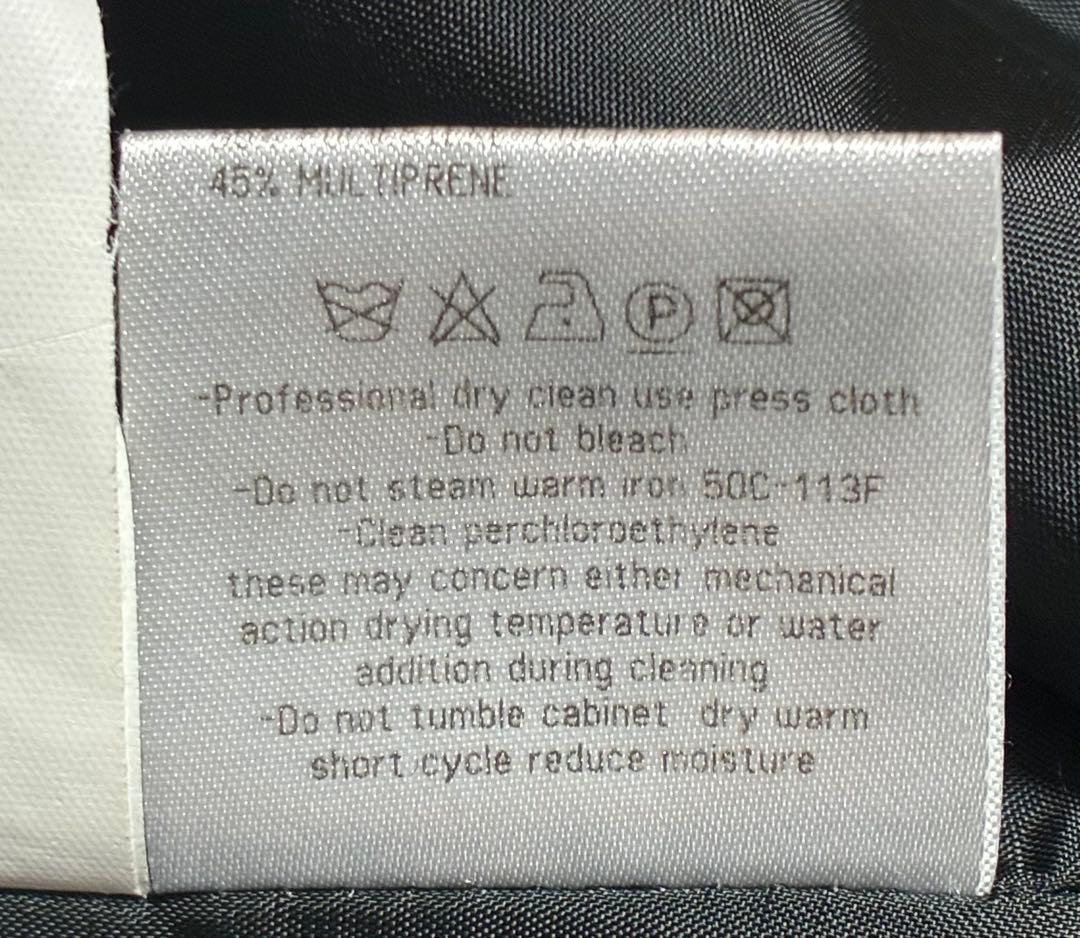 45% MULTIPRENE
P
-Professional dry clean use press cloth
-Do not bleach
-Do not steam warm iron 50C-113F
-Clean perchloroethylene
these may concern either mechanical
action drying temperature or water
addition during cleaning
-Do not tumble cabinet dry warm
short cycle reduce moisture